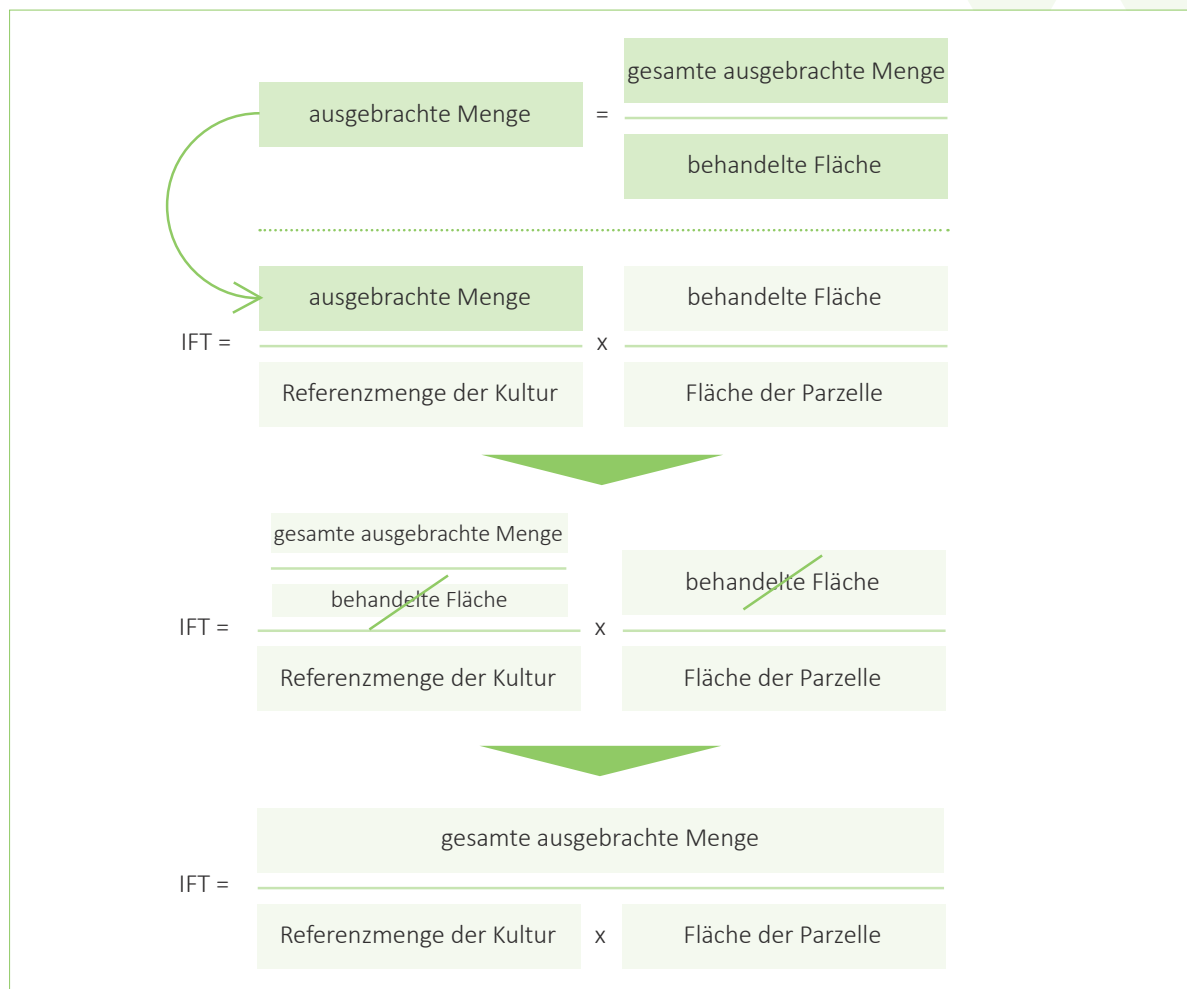 gesamte ausgebrachte Menge
ausgebrachte Menge =
behandelte Fläche
ausgebrachte Menge behandelte Fläche
IFT = x
Referenzmenge der Kultur Fläche der Parzelle
gesamte ausgebrachte Menge
behandelte Fläche behandelte Fläche
IFT = x
Referenzmenge der Kultur Fläche der Parzelle
gesamte ausgebrachte Menge
IFT =
Referenzmenge der Kultur x Fläche der Parzelle